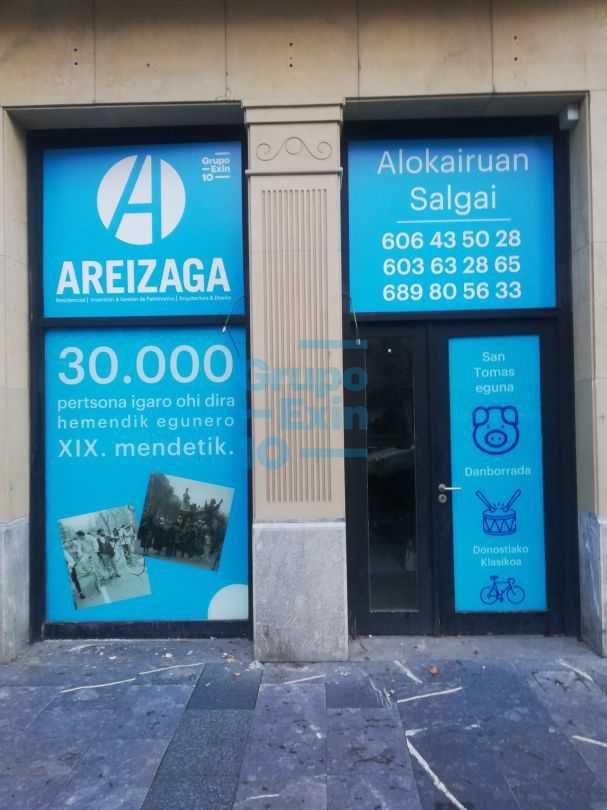 Grupo
Exin
10
AREIZAGA
Residencial | Inversión & Gestión de Patrimonios | Arquitectura & Diseño
30.000
pertsona igaro ohi dira
hemendik egunero
XIX. mendetik.
Alokairuan
Salgai
606 43 50 28
603 63 28 65
689 80 56 33
San
Tomas
eguna
Danborrada
Donostiako
Klasikoa
Grupo
Exin
10